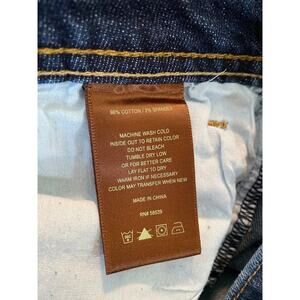 98% COTTON / 2% SPANDEX
MACHINE WASH COLD
INSIDE OUT TO RETAIN COLOR
DO NOT BLEACH
TUMBLE DRY LOW
OR FOR BETTER CARE
LAY FLAT TO DRY
WARM IRON IF NECESSARY
COLOR MAY TRANSFER WHEN NEW
MADE IN CHINA
RN# 58529